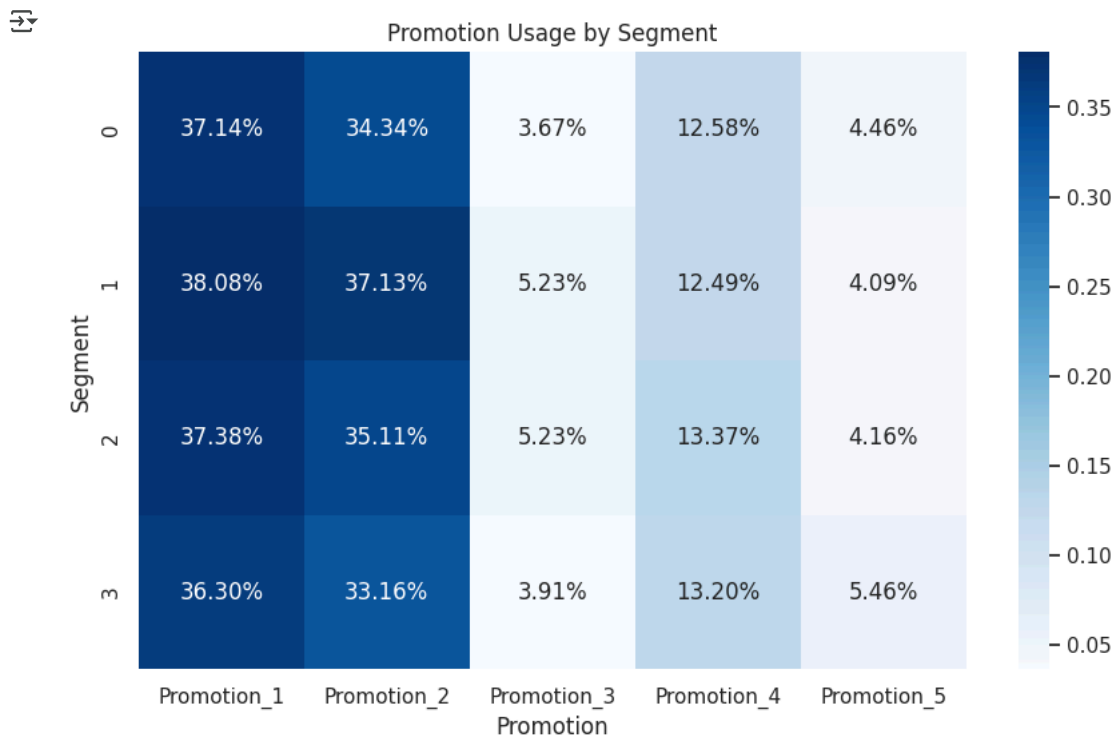 Promotion Usage by Segment
37.14% 34.34% 3.67% 12.58% 4.46%
38.08% 37.13% 5.23% 12.49% 4.09%
37.38% 35.11% 5.23% 13.37% 4.16%
36.30% 33.16% 3.91% 13.20% 5.46%
0
1
2
3
Segment
Promotion_1 Promotion_2 Promotion_3 Promotion_4 Promotion_5
Promotion
0.35
0.30
0.25
0.20
0.15
0.10
0.05